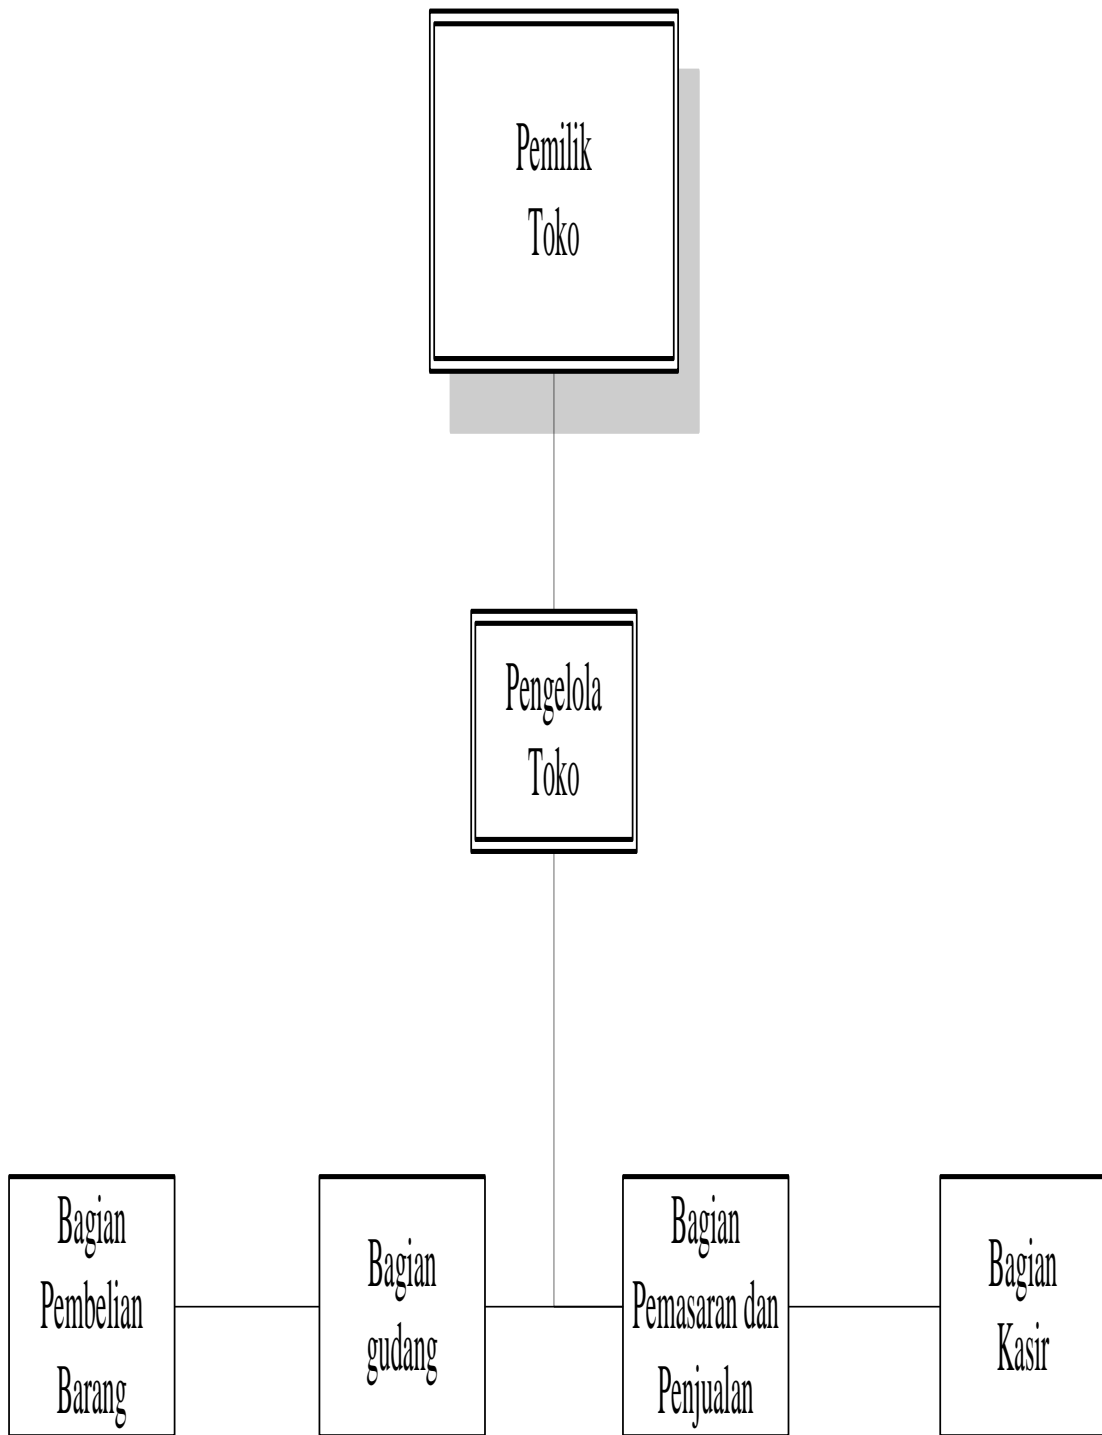 Pemilik
Toko
Pengelola
Toko
Bagian
Pembelian
Barang
Bagian
gudang
Bagian
Pemasaran dan
Penjualan
Bagian
Kasir